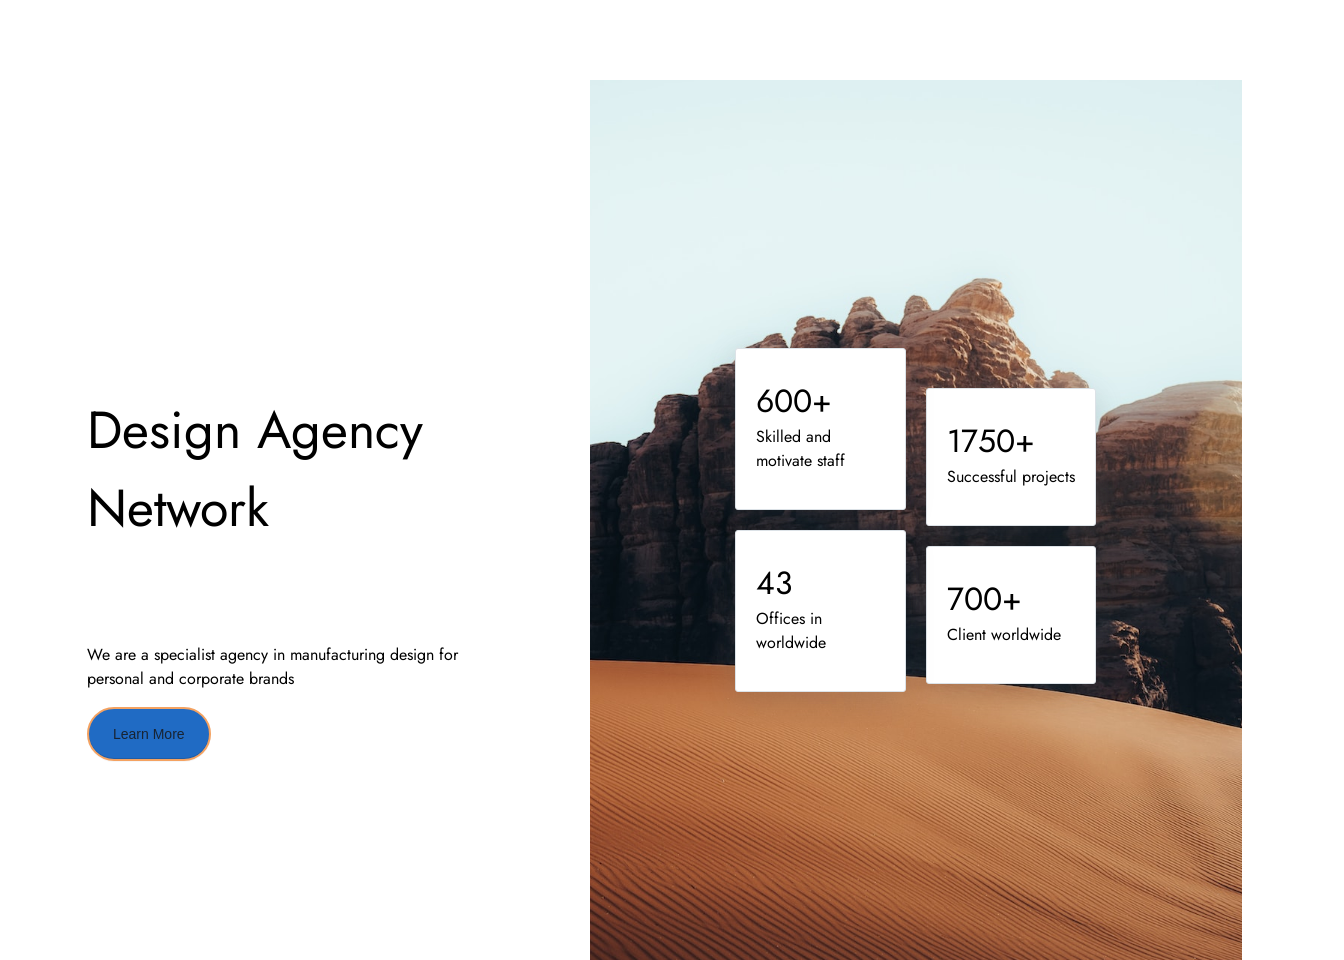 Design Agency
Network
We are a specialist agency in manufacturing design for
personal and corporate brands
Learn More
600+
Skilled and
motivate staff
43
Offices in
worldwide
1750+
Successful projects
700+
Client worldwide